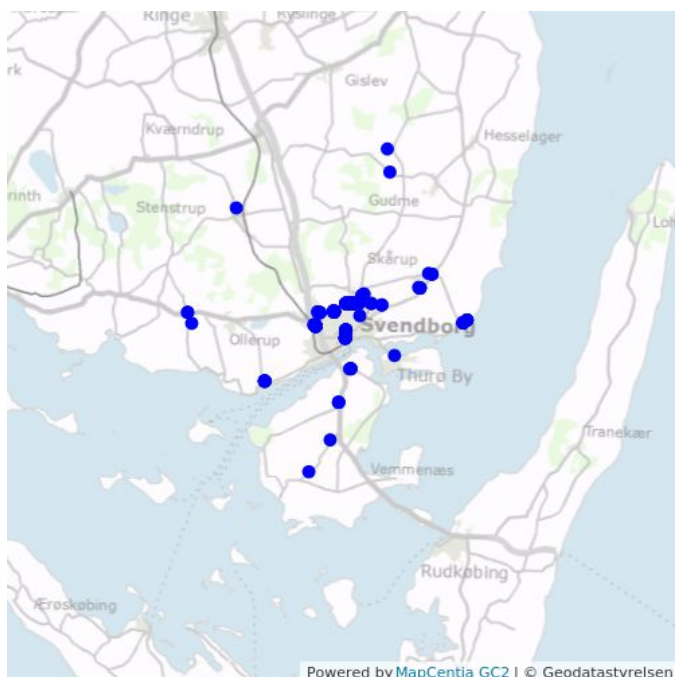 Ringe
Ryslinge
Gislev
Kværndrup
Hesselager
rinth
Stenstrup
Gudme
Skårup
Svendborg
Ollerup
Thurø By
Tranekær
Vemmenæs
Rudkøbing
Ærøskøbing
Powered by MapCentia GC2 | © Geodatastyrelsen